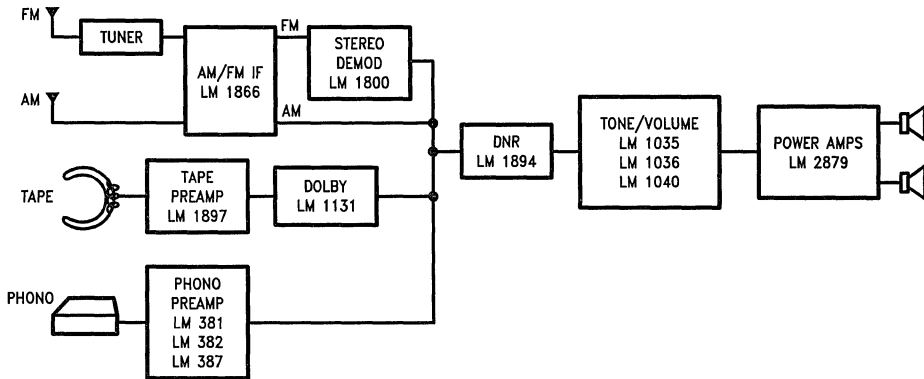 FM
TUNER
AM/FM IF
LM 1866
FM
STEREO
DEMOD
LM 1800
AM
AM
DNR
LM 1894
TONE/VOLUME
LM 1035
LM 1036
LM 1040
POWER AMPS
LM 2879
TAPE
TAPE
PREAMP
LM 1897
DOLBY
LM 1131
PHONO
PHONO
PREAMP
LM 381
LM 382
LM 387